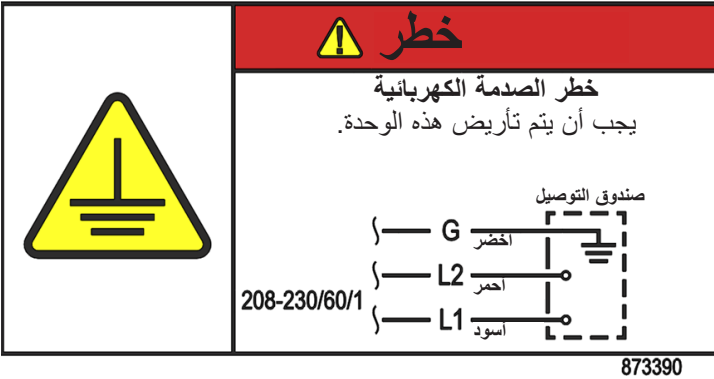 خطر
خطر الصدمة الكهربائية
يجب أن يتم تأريض هذه الوحدة.
صندوق التوصيل
G اخضر
L2 أحمر
208-230/60/1
L1 أسود
873390